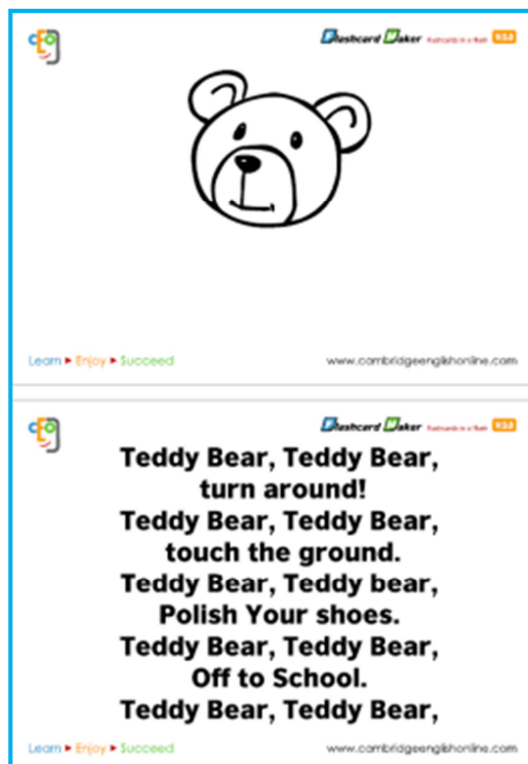 CEO
Flashcard Maker
Learn ▸ Enjoy ▸ Succeed
www.cambridgeenglishonline.com
CEO
Flashcard Maker
Teddy Bear, Teddy Bear,
turn around!
Teddy Bear, Teddy Bear,
touch the ground.
Teddy Bear, Teddy bear,
Polish Your shoes.
Teddy Bear, Teddy Bear,
Off to School.
Teddy Bear, Teddy Bear,
Learn ▸ Enjoy ▸ Succeed
www.cambridgeenglishonline.com